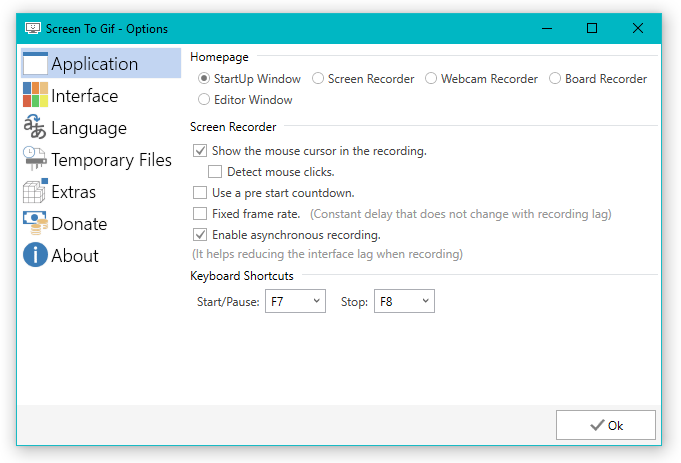 Screen To Gif - Options
Application
Interface
Language
Temporary Files
Extras
Donate
About
Homepage
StartUp Window Screen Recorder Webcam Recorder Board Recorder
Editor Window
Screen Recorder
Show the mouse cursor in the recording.
Detect mouse clicks.
Use a pre start countdown.
Fixed frame rate. (Constant delay that does not change with recording lag)
Enable asynchronous recording.
(It helps reducing the interface lag when recording)
Keyboard Shortcuts
Start/Pause: F7 Stop: F8
Ok